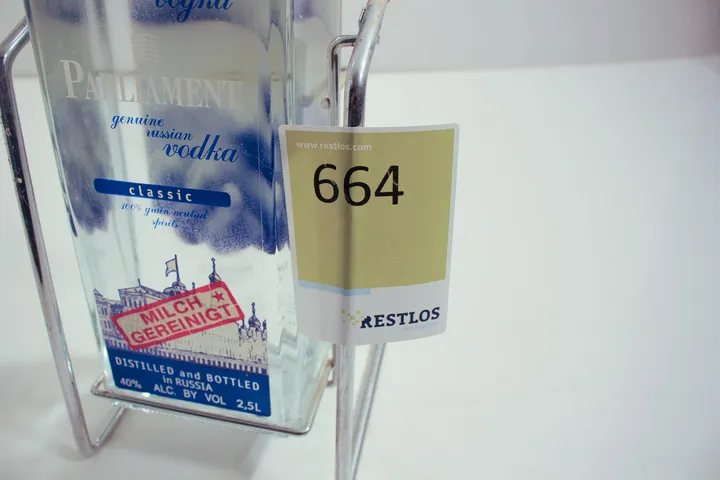 vodka
PARLIAMENT
genuine
russian
vodka
classic
100% grain neutral
spirits
MILCH
GEREINIGT
DISTILLED and BOTTLED
in RUSSIA
40% ALC. BY VOL 2,5L
www.restlos.com
664
RESTLOS